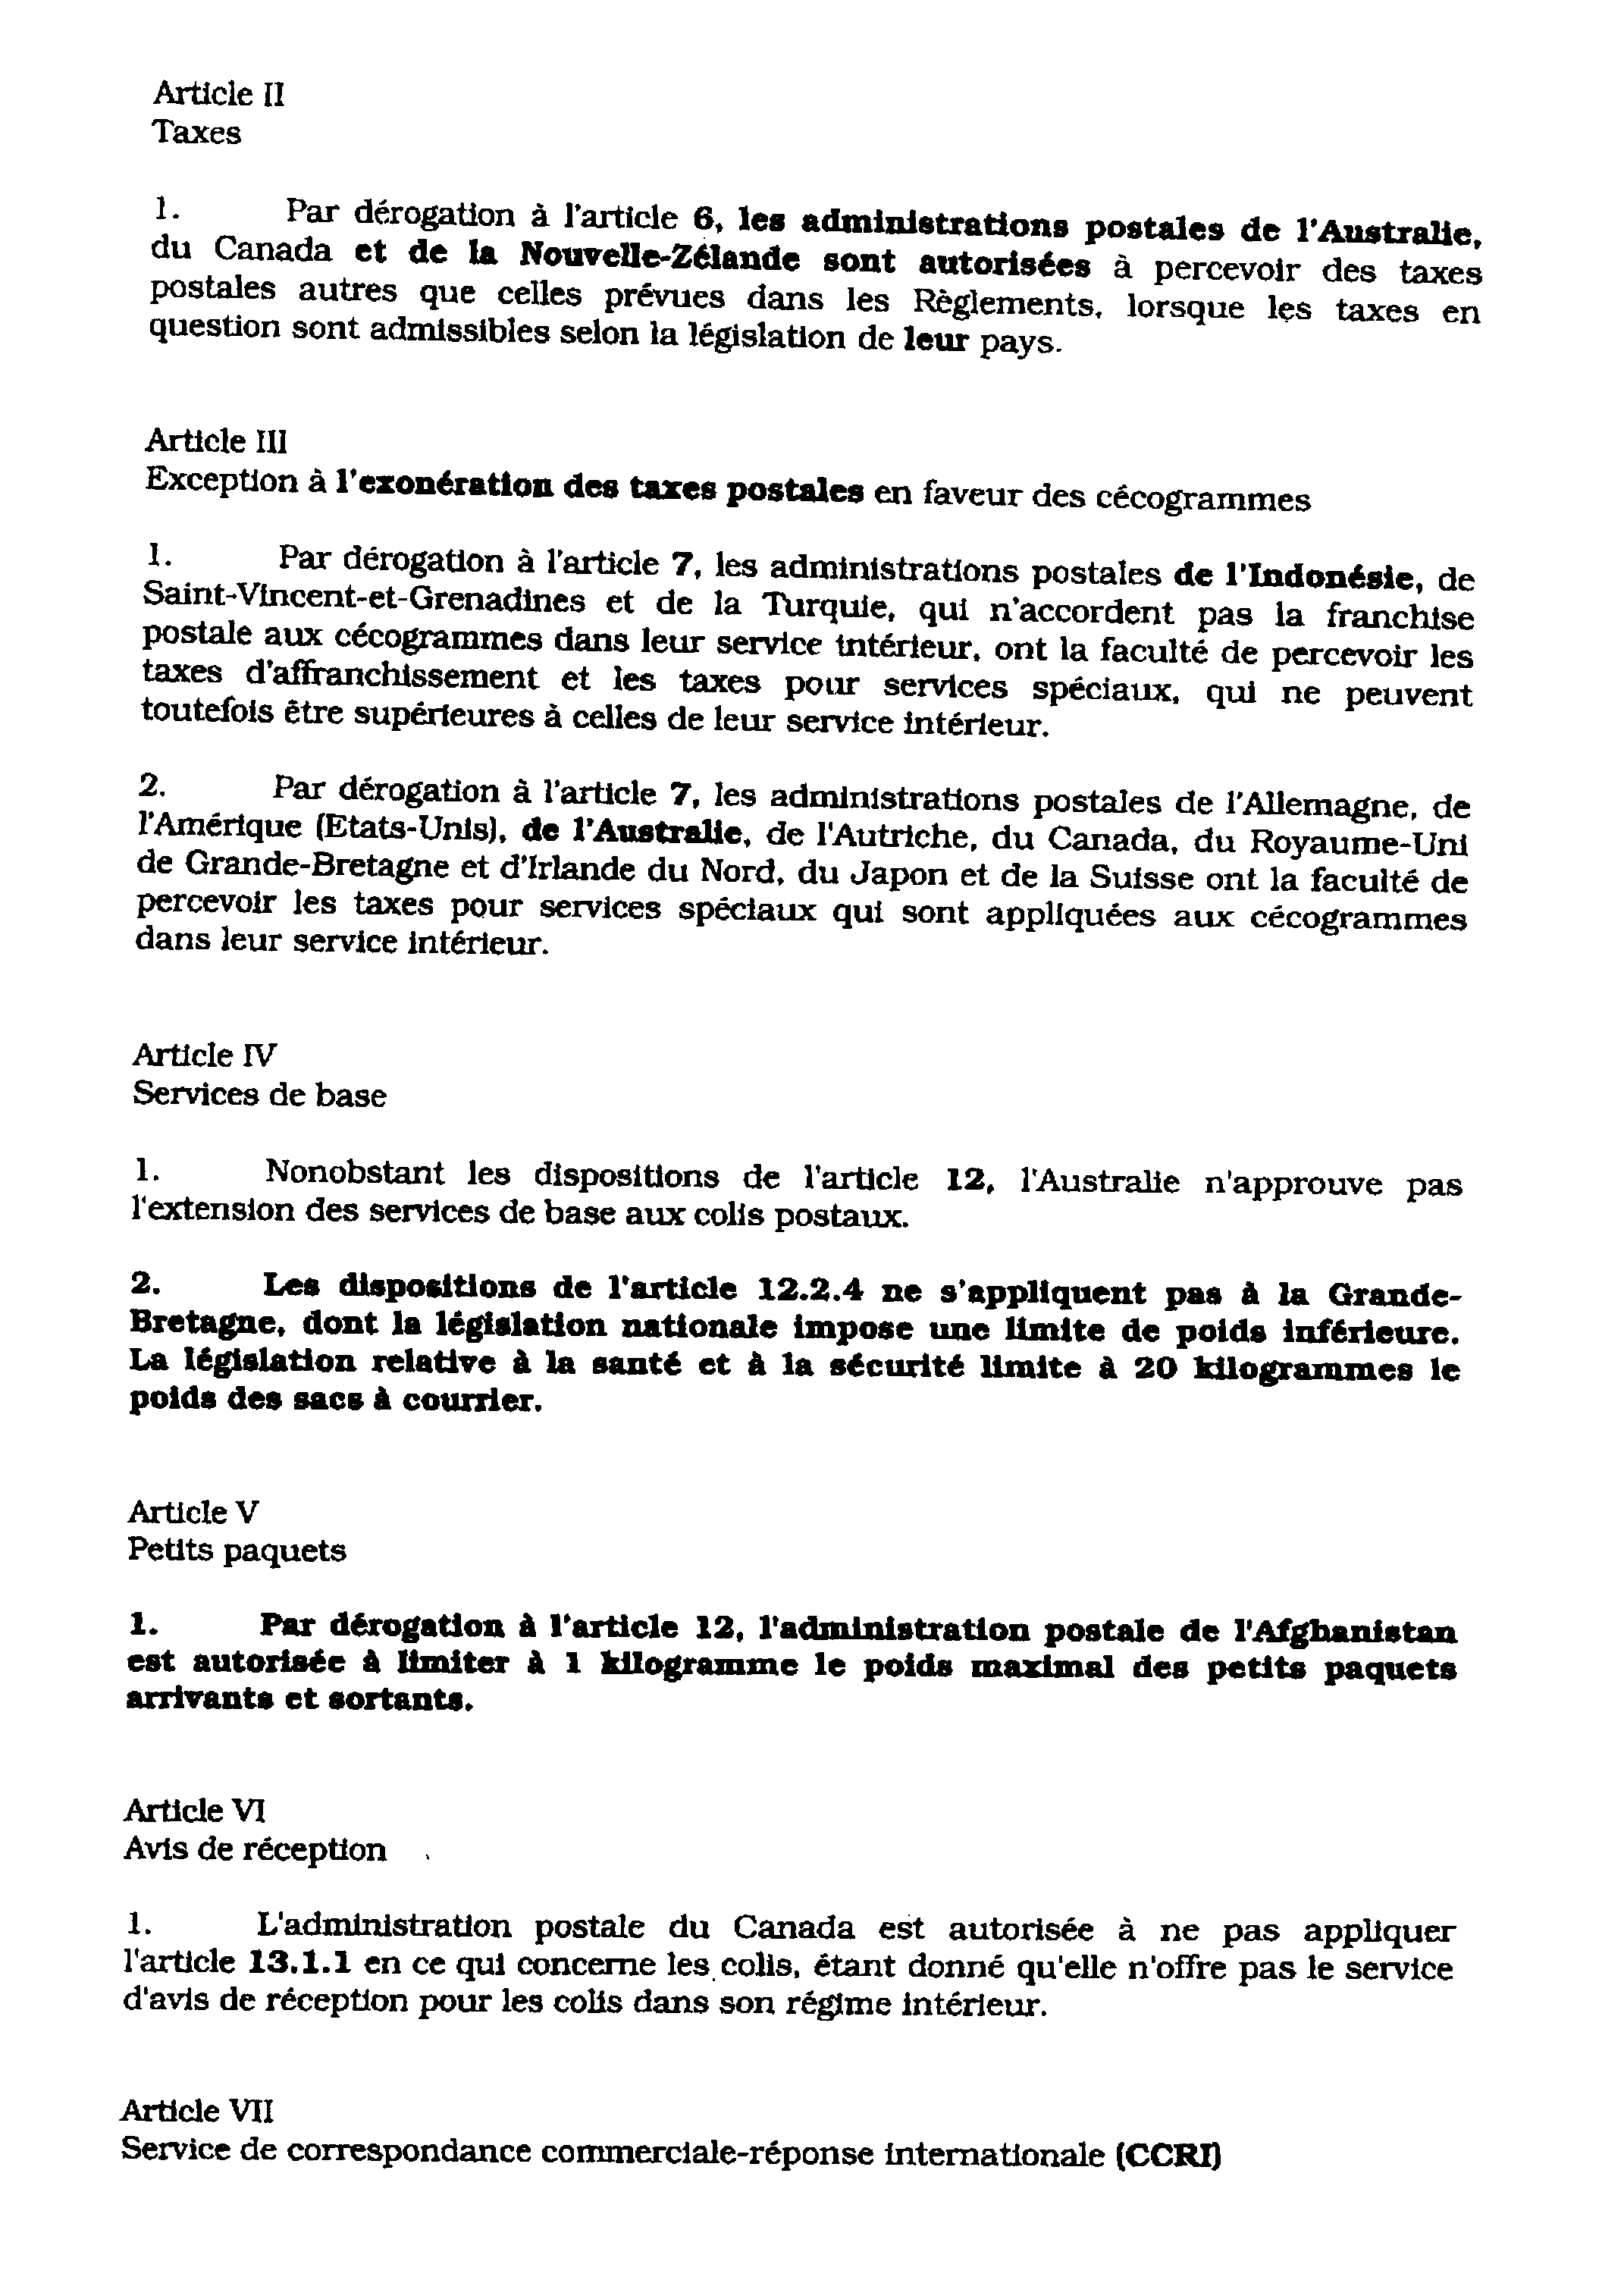 Article II
Taxes
1. Par dérogation à l'article 6, les administrations postales de l'Australie,
du Canada et de la Nouvelle-Zélande sont autorisées à percevoir des taxes
postales autres que celles prévues dans les Règlements, lorsque les taxes en
question sont admissibles selon la législation de leur pays.
Article III
Exception à l'exonération des taxes postales en faveur des cécogrammes
1. Par dérogation à l'article 7, les administrations postales de l'Indonésie, de
Saint-Vincent-et-Grenadines et de la Turquie, qui n'accordent pas la franchise
postale aux cécogrammes dans leur service intérieur, ont la faculté de percevoir les
taxes d'affranchissement et les taxes pour services spéciaux, qui ne peuvent
toutefois être supérieures à celles de leur service intérieur.
2. Par dérogation à l'article 7, les administrations postales de l'Allemagne, de
l'Amérique (Etats-Unis), de l'Australie, de l'Autriche, du Canada, du Royaume-Uni
de Grande-Bretagne et d'Irlande du Nord, du Japon et de la Suisse ont la faculté de
percevoir les taxes pour services spéciaux qui sont appliquées aux cécogrammes
dans leur service intérieur.
Article IV
Services de base
1. Nonobstant les dispositions de l'article 12, l'Australie n'approuve pas
l'extension des services de base aux colis postaux.
2. Les dispositions de l'article 12.2.4 ne s'appliquent pas à la Grande-
Bretagne, dont la législation nationale impose une limite de poids inférieure.
La législation relative à la santé et à la sécurité limite à 20 kilogrammes le
poids des sacs à courrier.
Article V
Petits paquets
1. Par dérogation à l'article 12, l'administration postale de l'Afghanistan
est autorisée à limiter à 1 kilogramme le poids maximal des petits paquets
arrivants et sortants.
Article VI
Avis de réception
1. L'administration postale du Canada est autorisée à ne pas appliquer
l'article 13.1.1 en ce qui concerne les colis, étant donné qu'elle n'offre pas le service
d'avis de réception pour les colis dans son régime intérieur.
Article VII
Service de correspondance commerciale-réponse internationale (CCRI)